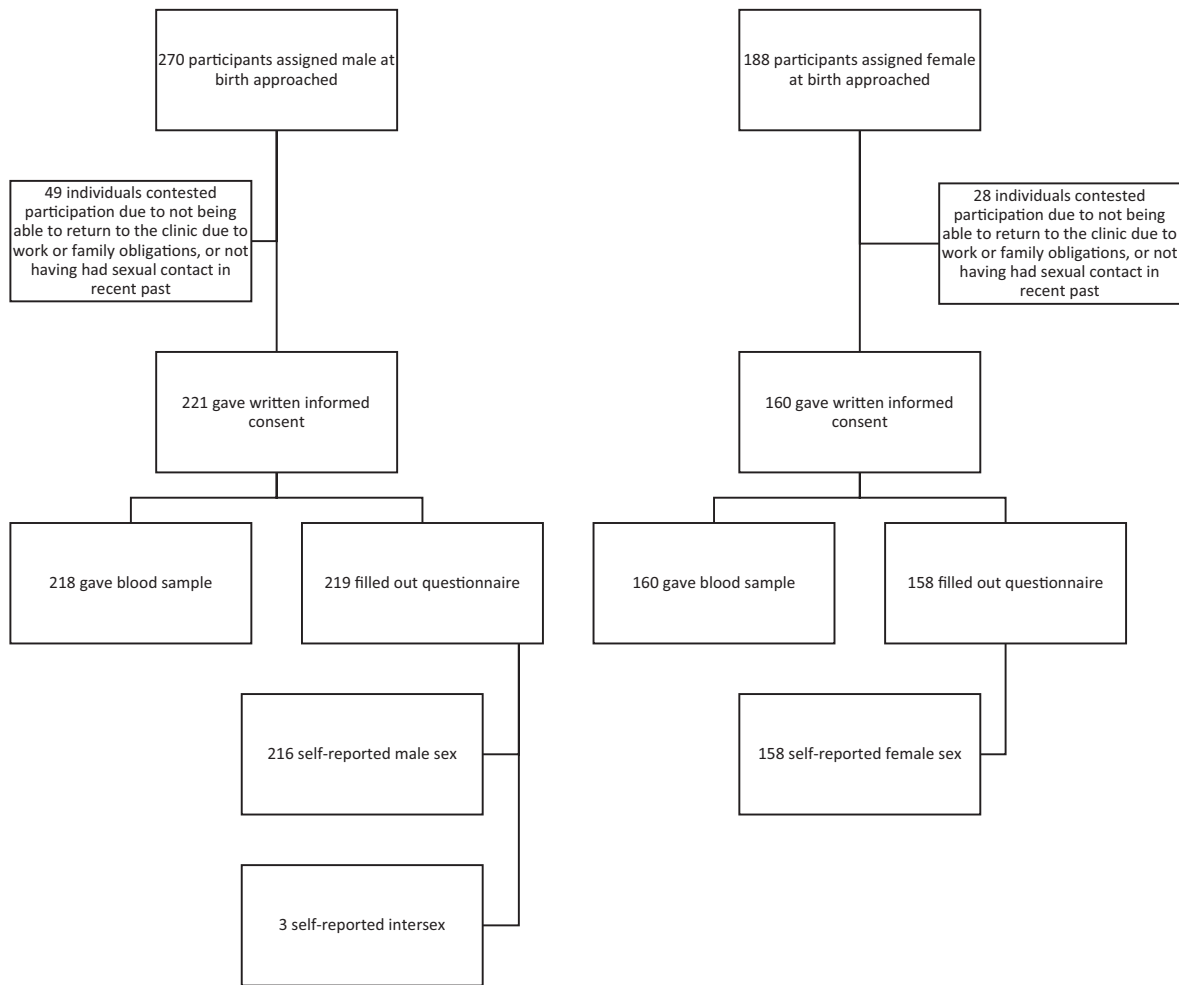 270 participants assigned male at
birth approached
188 participants assigned female
at birth approached
49 individuals contested
participation due to not being
able to return to the clinic due to
work or family obligations, or not
having had sexual contact in
recent past
28 individuals contested
participation due to not being
able to return to the clinic due to
work or family obligations, or not
having had sexual contact in
recent past
221 gave written informed
consent
160 gave written informed
consent
218 gave blood sample
219 filled out questionnaire
160 gave blood sample
158 filled out questionnaire
216 self-reported male sex
158 self-reported female sex
3 self-reported intersex